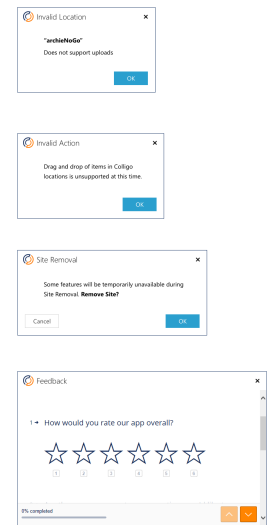 Invalid Location
"archieNoGo"
Does not support uploads
OK
Invalid Action
Drag and drop of items in Colligo
locations is unsupported at this time.
OK
Site Removal
Some features will be temporarily unavailable during
Site Removal. Remove Site?
Cancel OK
Feedback
1 How would you rate our app overall?
1 2 3 4 5 6
0% completed